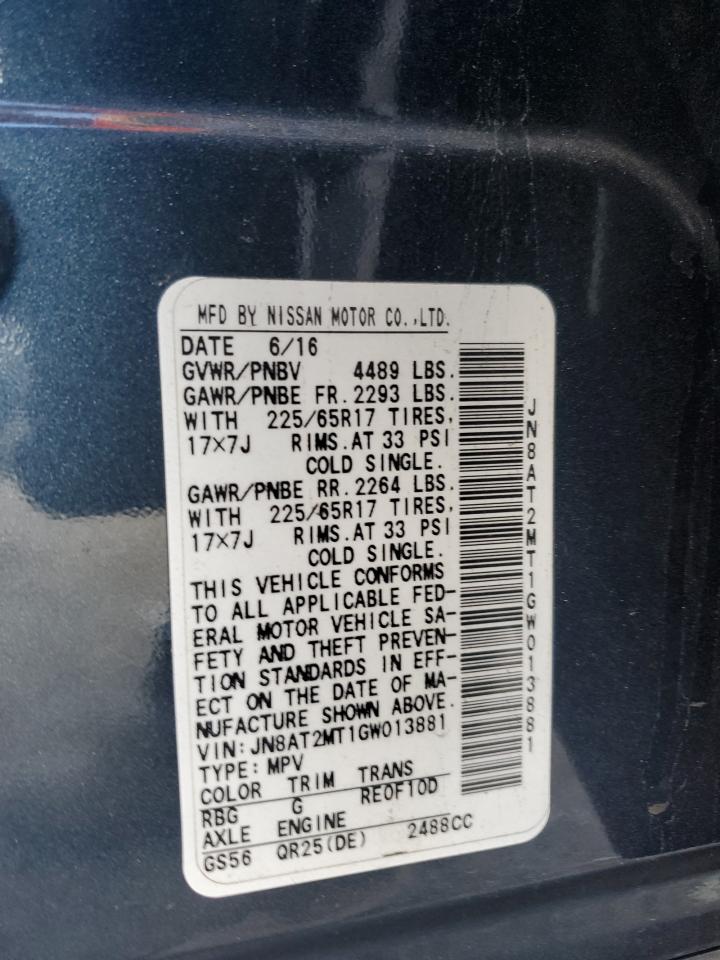 MFD BY NISSAN MOTOR CO.,LTD.
DATE 6/16
GVWR/PNBV 4489 LBS.
GAWR/PNBE FR. 2293 LBS.
WITH 225/65R17 TIRES,
17×7J RIMS.AT 33 PSI
COLD SINGLE.
GAWR/PNBE RR. 2264 LBS.
WITH 225/65R17 TIRES,
17×7J RIMS.AT 33 PSI
COLD SINGLE.
THIS VEHICLE CONFORMS
TO ALL APPLICABLE FED-
ERAL MOTOR VEHICLE SA-
FETY AND THEFT PREVEN-
TION STANDARDS IN EFF-
ECT ON THE DATE OF MA-
NUFACTURE SHOWN ABOVE.
VIN:JN8AT2MT1GW013881
TYPE:MPV
COLOR TRIM TRANS
RBG G RE0F10D
AXLE ENGINE
GS56 QR25(DE) 2488CC
JN8AT2MT1GW013881